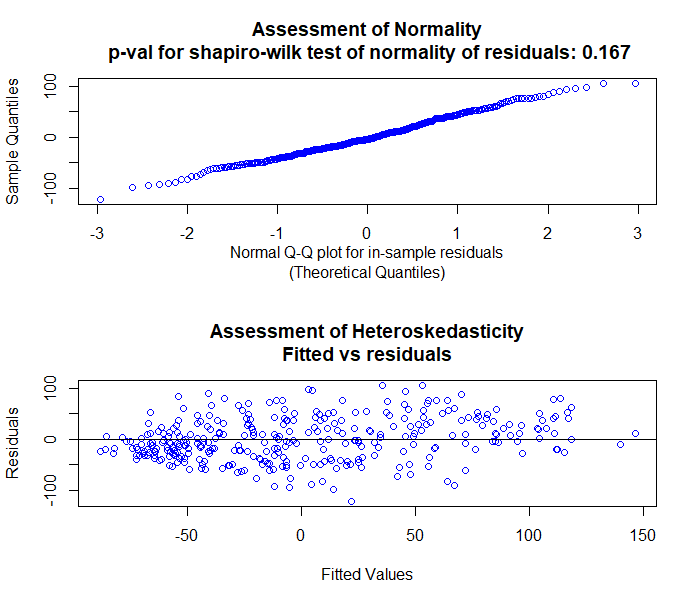 Assessment of Normality
p-val for shapiro-wilk test of normality of residuals: 0.167
Sample Quantiles
100
0
-100
-3 -2 -1 0 1 2 3
Normal Q-Q plot for in-sample residuals
(Theoretical Quantiles)
Assessment of Heteroskedasticity
Fitted vs residuals
Residuals
100
0
-100
-50 0 50 100 150
Fitted Values